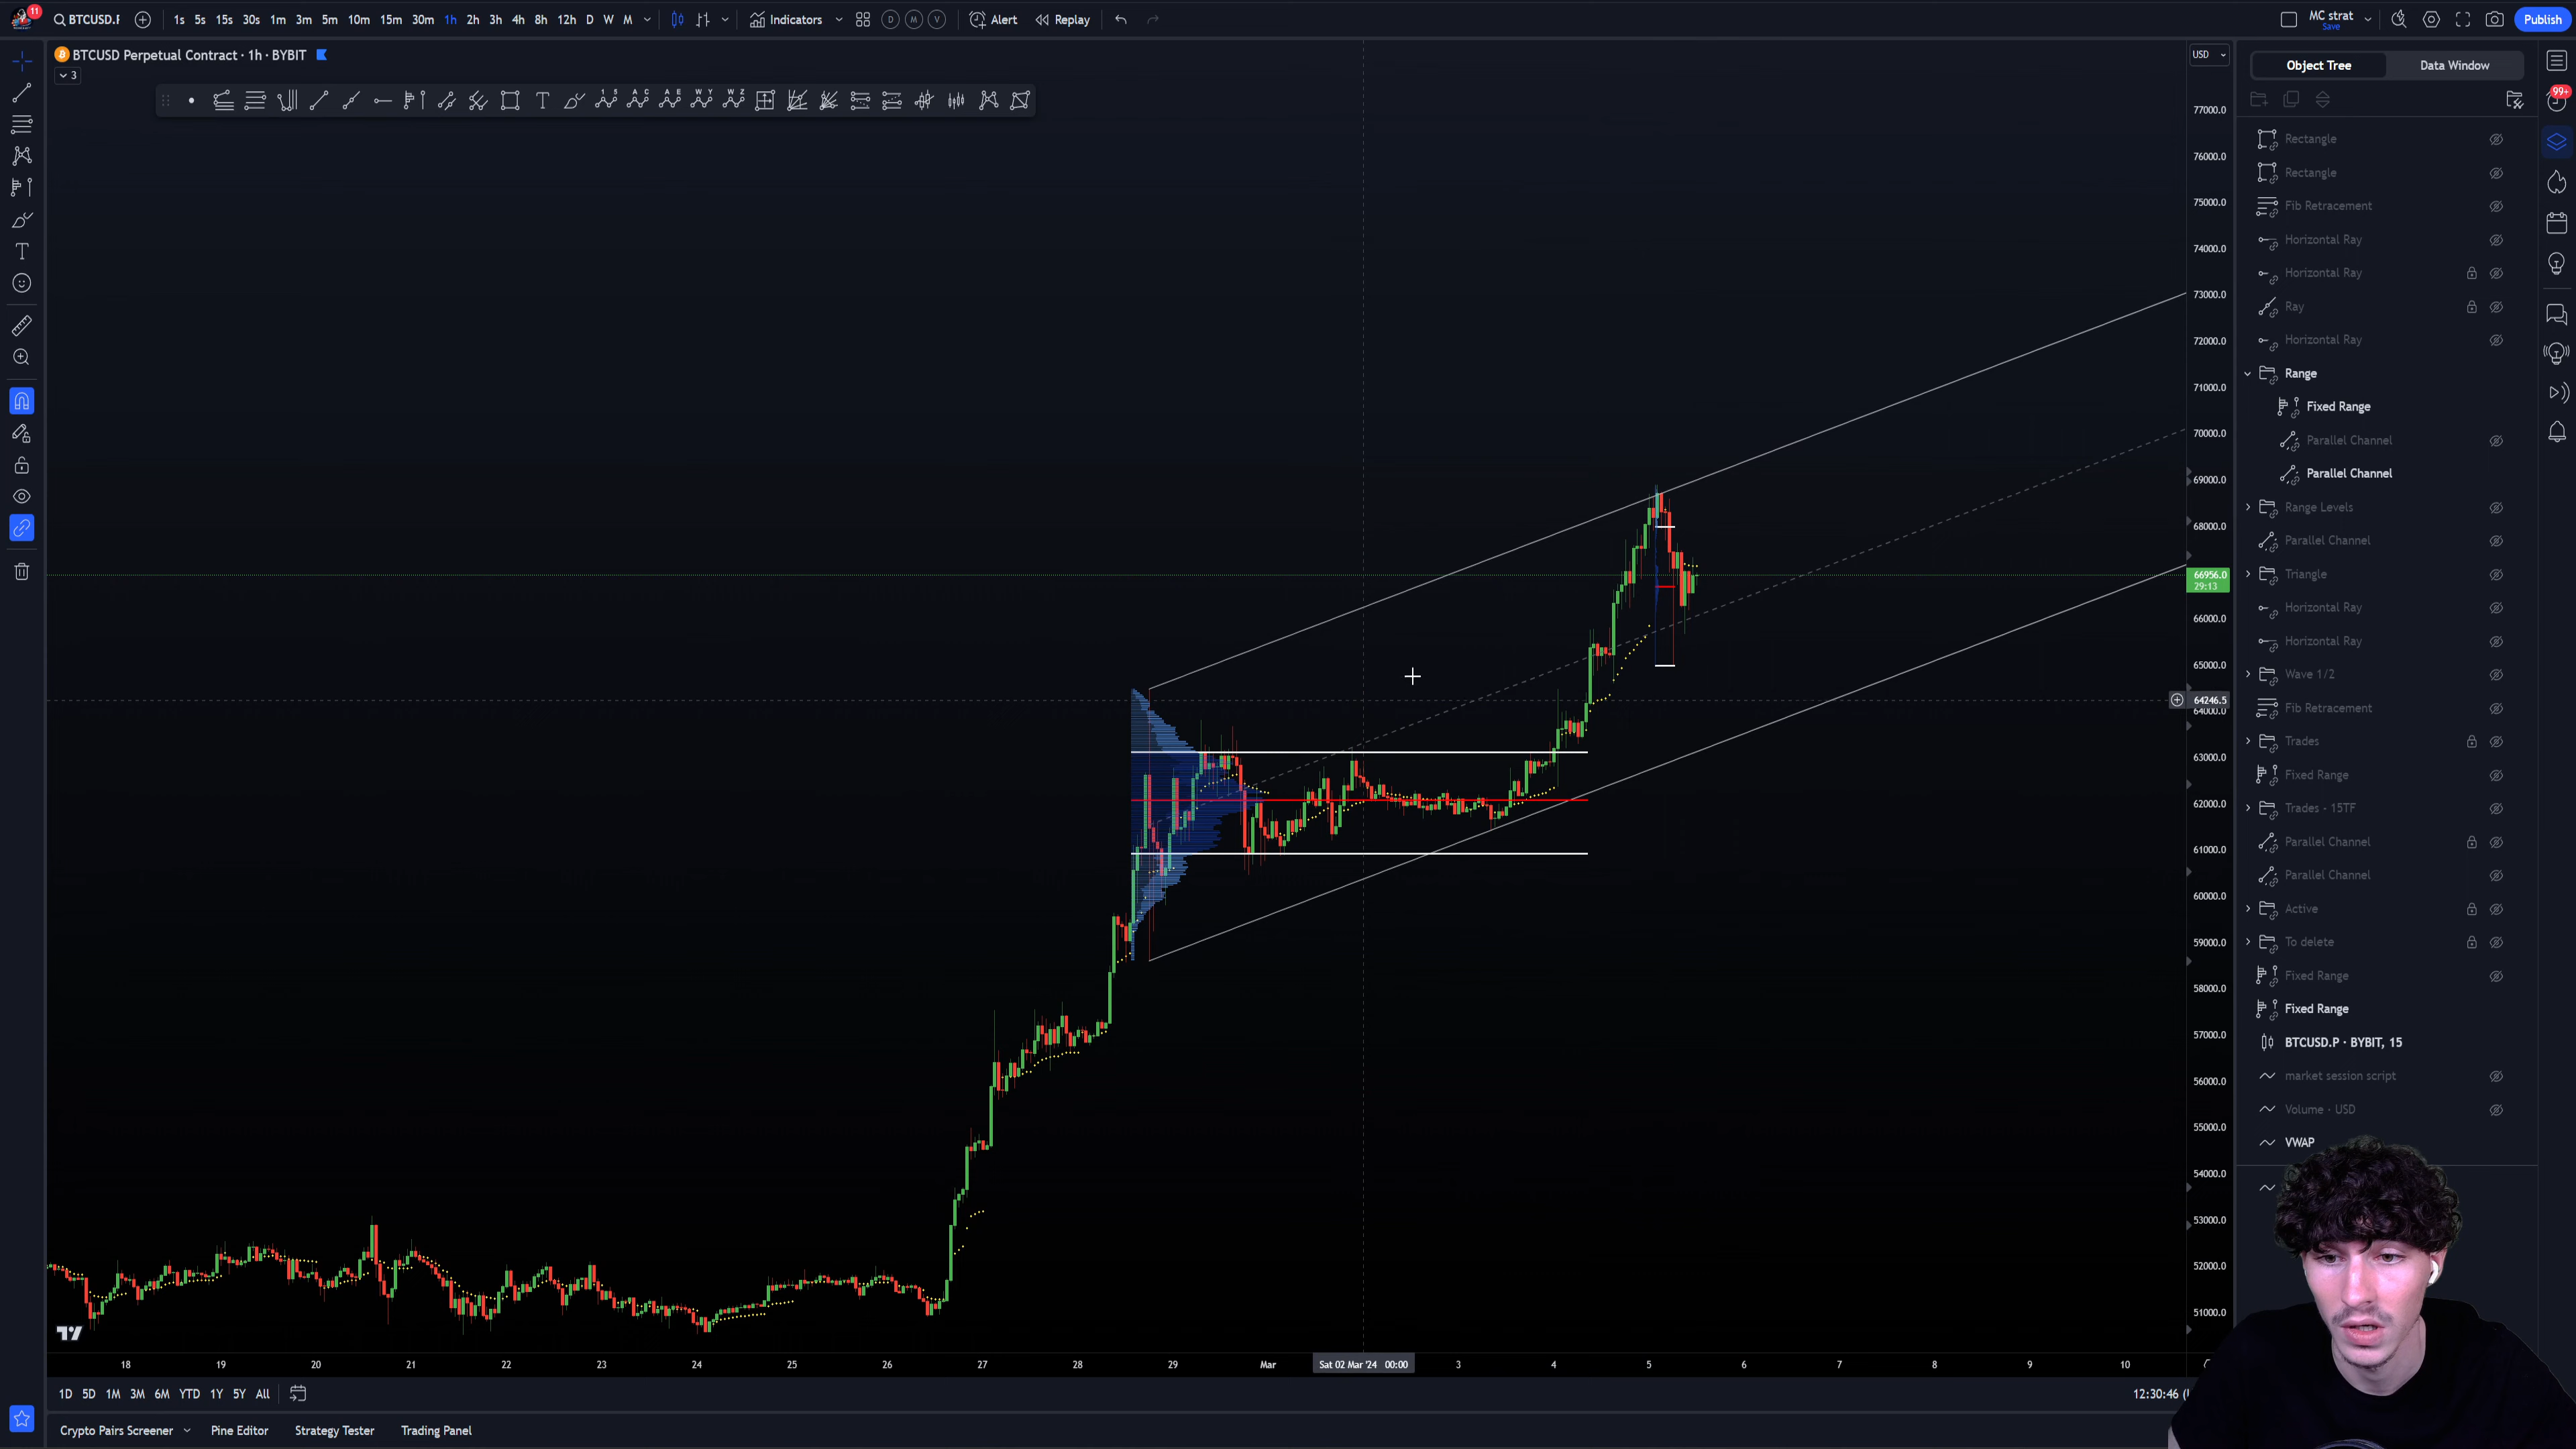 11
BTCUSD.F
1s 5s 15s 30s 1m 3m 5m 10m 15m 30m 1h 2h 3h 4h 8h 12h D W M
Indicators
D M V
Alert
Replay
MC strat
Save
Publish
BTCUSD Perpetual Contract · 1h · BYBIT
3
USD
Object Tree
Data Window
99+
77000.0
76000.0
75000.0
74000.0
73000.0
72000.0
71000.0
70000.0
69000.0
68000.0
66956.0
29:13
66000.0
65000.0
64246.5
64000.0
63000.0
62000.0
61000.0
60000.0
59000.0
58000.0
57000.0
56000.0
55000.0
54000.0
53000.0
52000.0
51000.0
Rectangle
Rectangle
Fib Retracement
Horizontal Ray
Horizontal Ray
Ray
Horizontal Ray
Range
Fixed Range
Parallel Channel
Parallel Channel
Range Levels
Parallel Channel
Triangle
Horizontal Ray
Horizontal Ray
Wave 1/2
Fib Retracement
Trades
Fixed Range
Trades - 15TF
Parallel Channel
Parallel Channel
Active
To delete
Fixed Range
Fixed Range
BTCUSD.P · BYBIT, 15
market session script
Volume · USD
VWAP
18 19 20 21 22 23 24 25 26 27 28 29 Mar Sat 02 Mar '24 00:00 3 4 5 6 7 8 9 10
1D 5D 1M 3M 6M YTD 1Y 5Y All
12:30:46
Crypto Pairs Screener
Pine Editor
Strategy Tester
Trading Panel